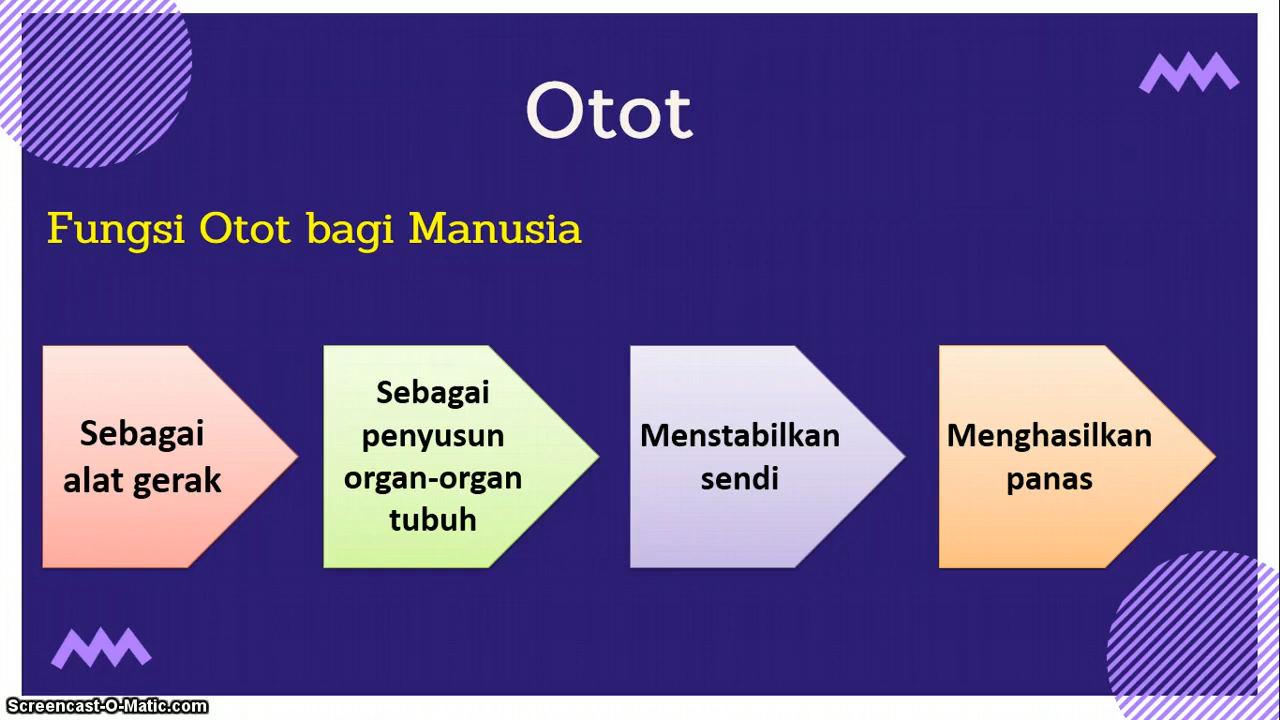 Otot
Fungsi Otot bagi Manusia
Sebagai
alat gerak
Sebagai
penyusun
organ-organ
tubuh
Menstabilkan
sendi
Menghasilkan
panas
Screencast-O-Matic.com